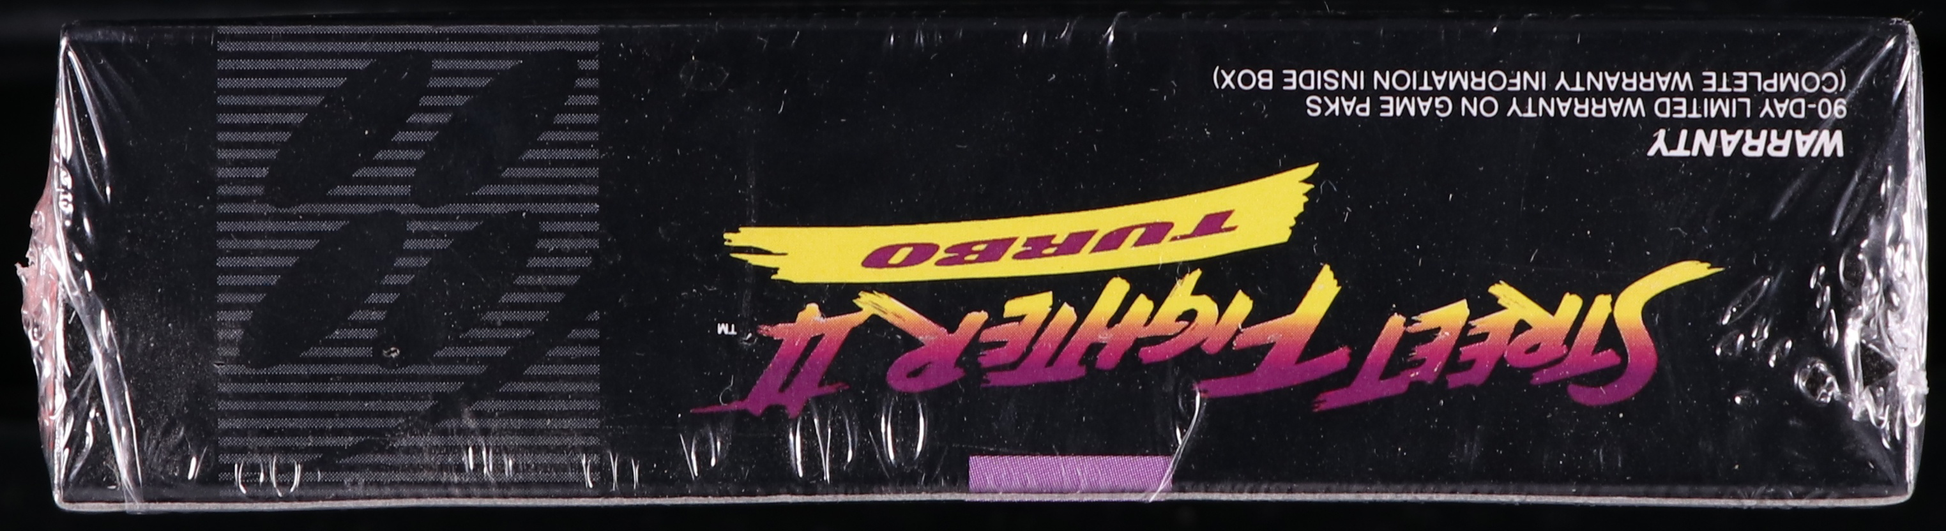 STREET FIGHTER II ™
TURBO
WARRANTY
90-DAY LIMITED WARRANTY ON GAME PAKS
(COMPLETE WARRANTY INFORMATION INSIDE BOX)